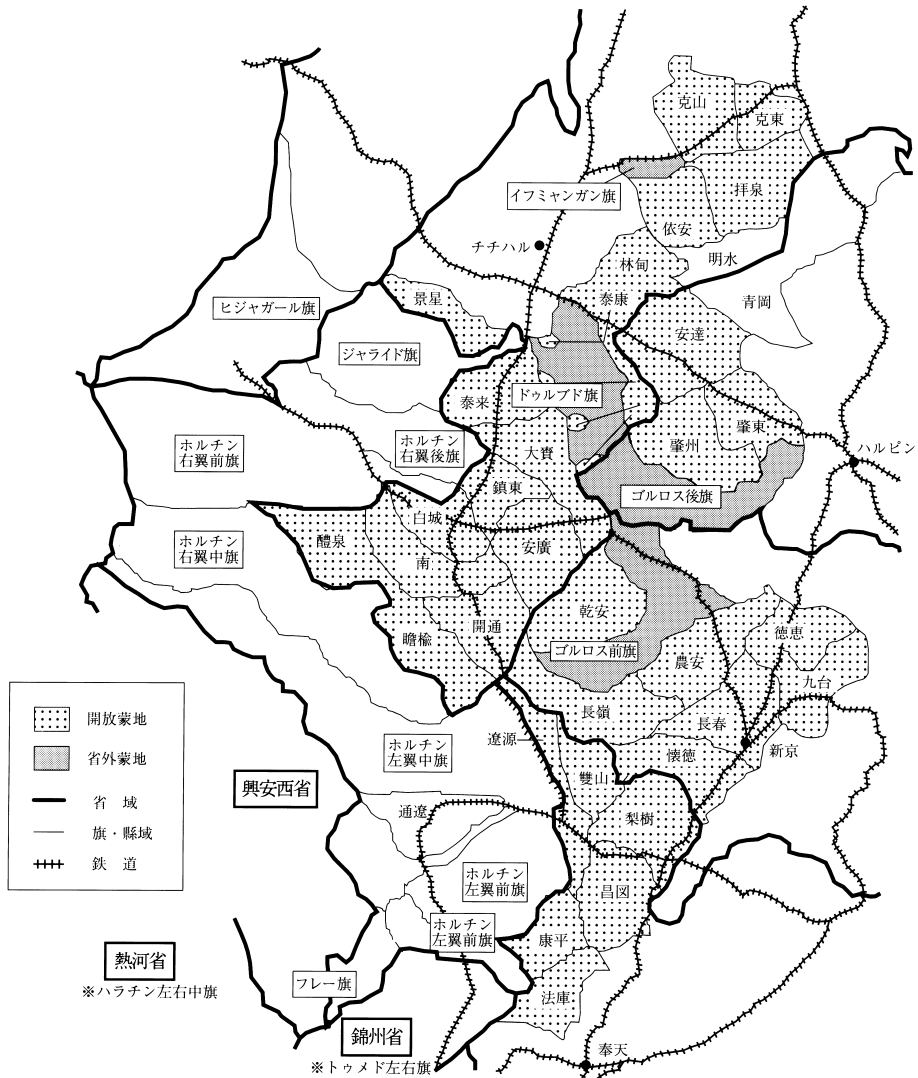 克山
克東
拝泉
イフミャンガン旗
依安
チチハル
明水
林甸
景星
泰康
青岡
ヒジャガール旗
安達
ジャライド旗
泰来
ドゥルブド旗
肇東
ホルチン
右翼前旗
ホルチン
右翼後旗
大賚
肇州
ハルビン
鎮東
ゴルロス後旗
白城
ホルチン
右翼中旗
醴泉
安廣
南
乾安
開通
徳恵
瞻楡
ゴルロス前旗
農安
九台
開放蒙地
長嶺
長春
省外蒙地
遼源
懐徳
新京
ホルチン
左翼中旗
雙山
興安西省
省域
通遼
梨樹
旗・縣域
鉄道
ホルチン
左翼前旗
昌図
ホルチン
左翼前旗
康平
熱河省
※ハラチン左右中旗
フレー旗
法庫
錦州省
※トゥメド左右旗
奉天